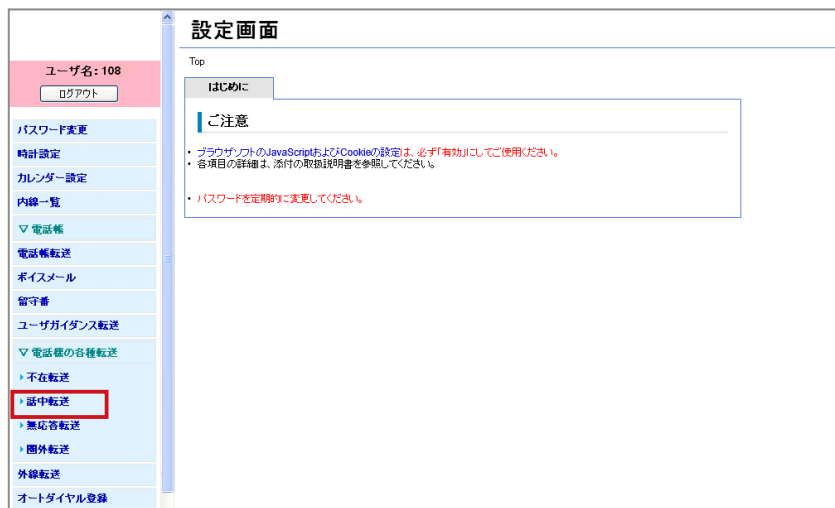 設定画面
ユーザ名:108
ログアウト
パスワード変更
時計設定
カレンダー設定
内線一覧
▽ 電話帳
電話帳転送
ボイスメール
留守番
ユーザガイダンス転送
▽ 電話機の各種転送
不在転送
話中転送
無応答転送
圏外転送
外線転送
オートダイヤル登録
Top
はじめに
ご注意
・ ブラウザソフトのJavaScriptおよびCookieの設定は、必ず「有効」にしてご使用ください。
・ 各項目の詳細は、添付の取扱説明書を参照してください。
・ パスワードを定期的に変更してください。